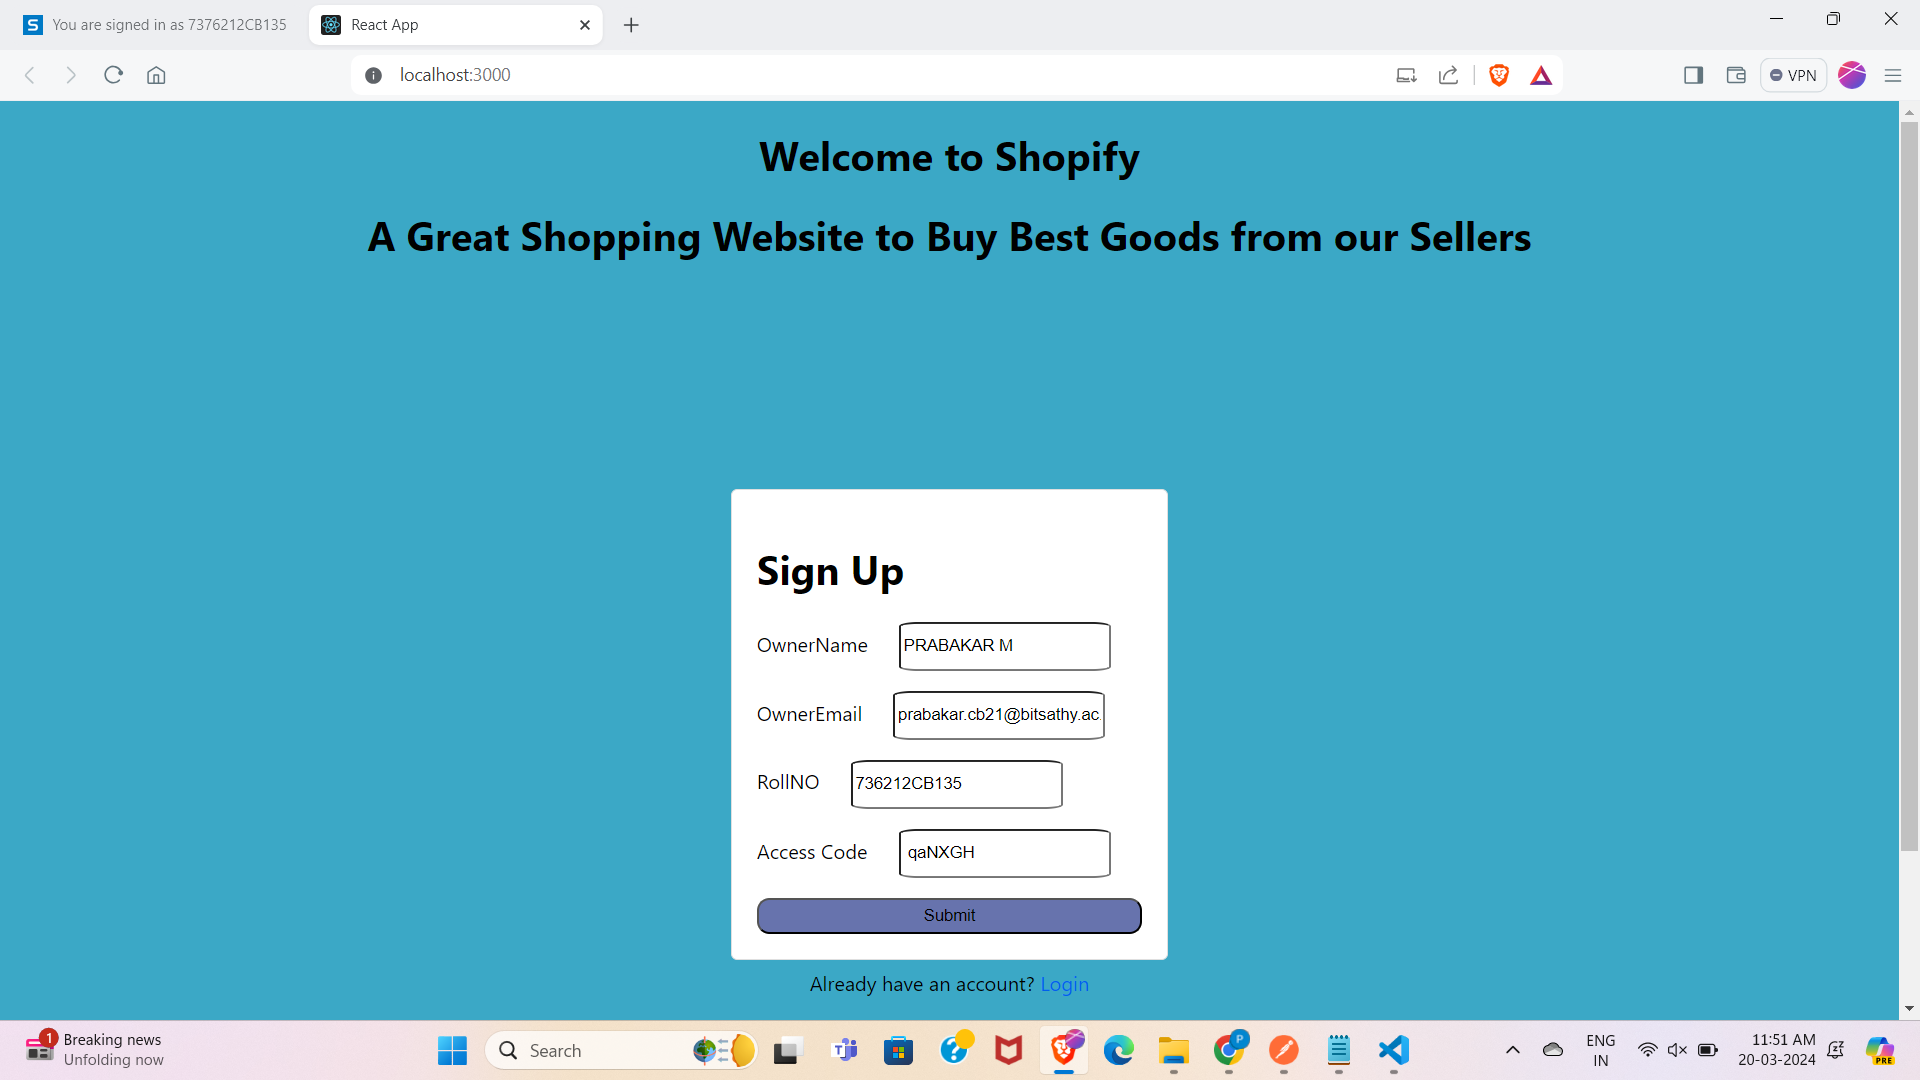 You are signed in as 7376212CB135
React App
localhost:3000
VPN
Welcome to Shopify
A Great Shopping Website to Buy Best Goods from our Sellers
Sign Up
OwnerName PRABAKAR M
OwnerEmail prabakar.cb21@bitsathy.ac
RollNO 736212CB135
Access Code qaNXGH
Submit
Already have an account? Login
1 Breaking news
Unfolding now
Search
P
ENG
IN
11:51 AM
20-03-2024
PRE